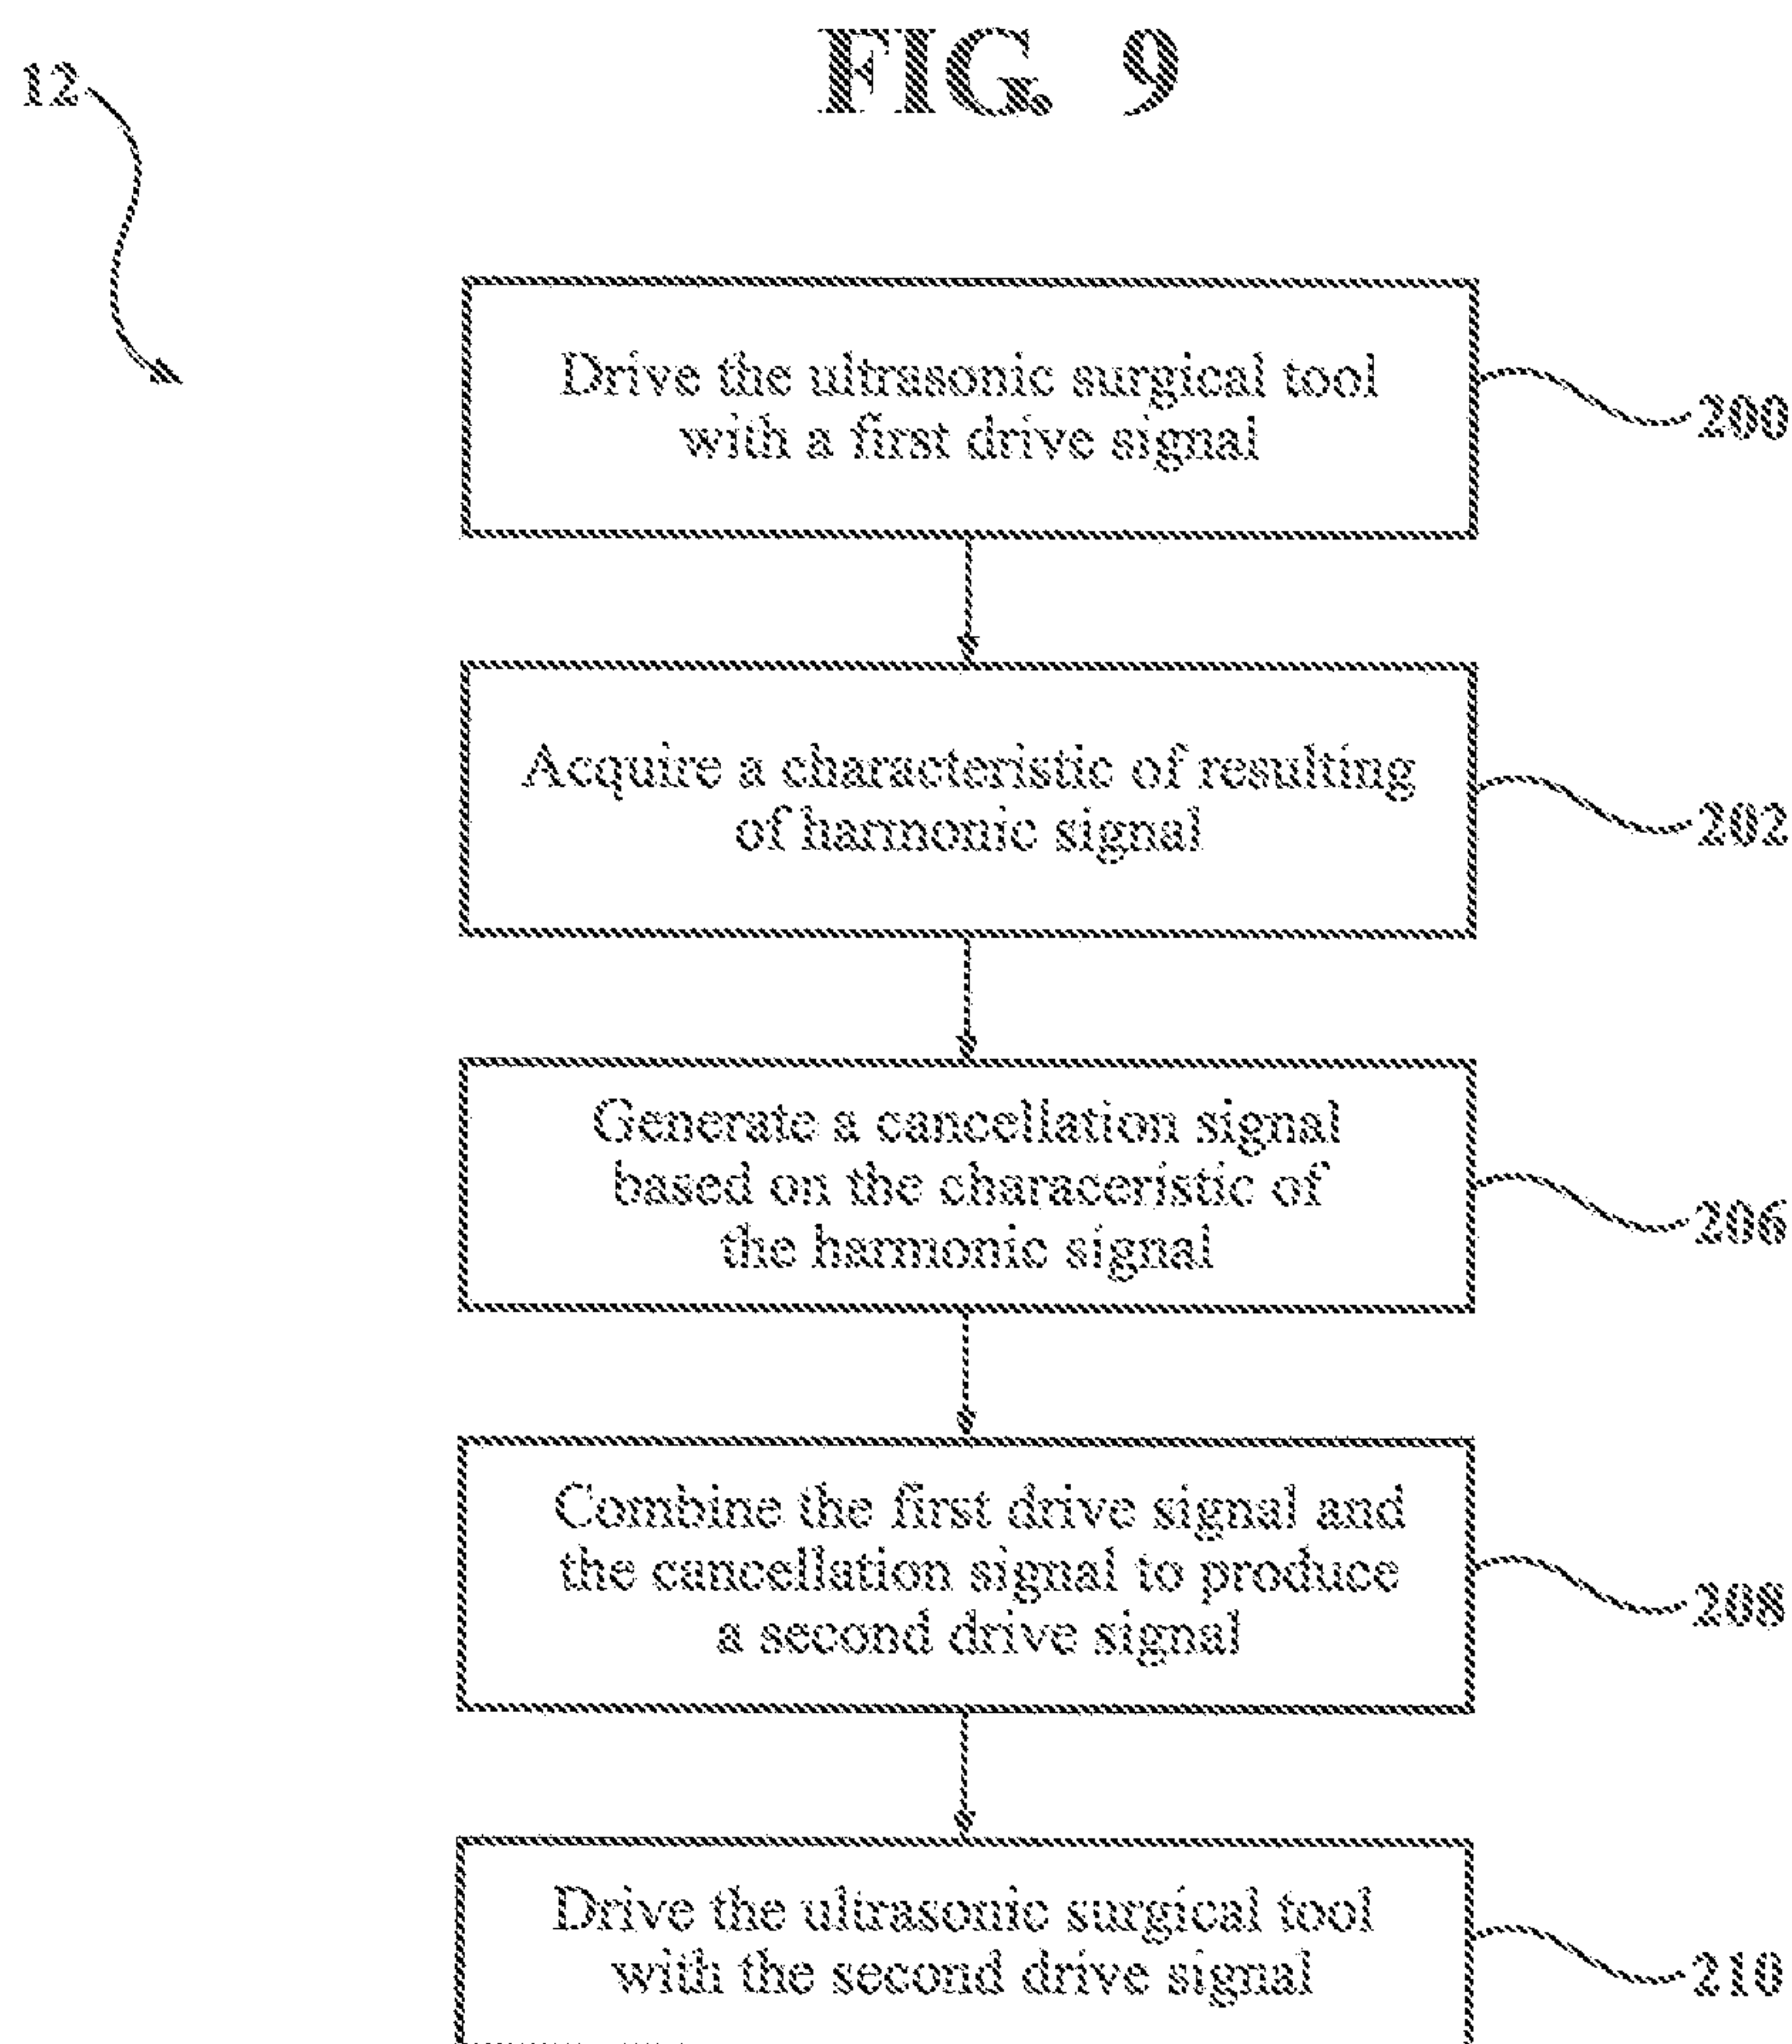 FIG. 9
12
Drive the ultrasonic surgical tool
with a first drive signal
200
Acquire a characteristic of resulting
of harmonic signal
202
Generate a cancellation signal
based on the characeristic of
the harmonic signal
206
Combine the first drive signal and
the cancellation signal to produce
a second drive signal
208
Drive the ultrasonic surgical tool
with the second drive signal
210